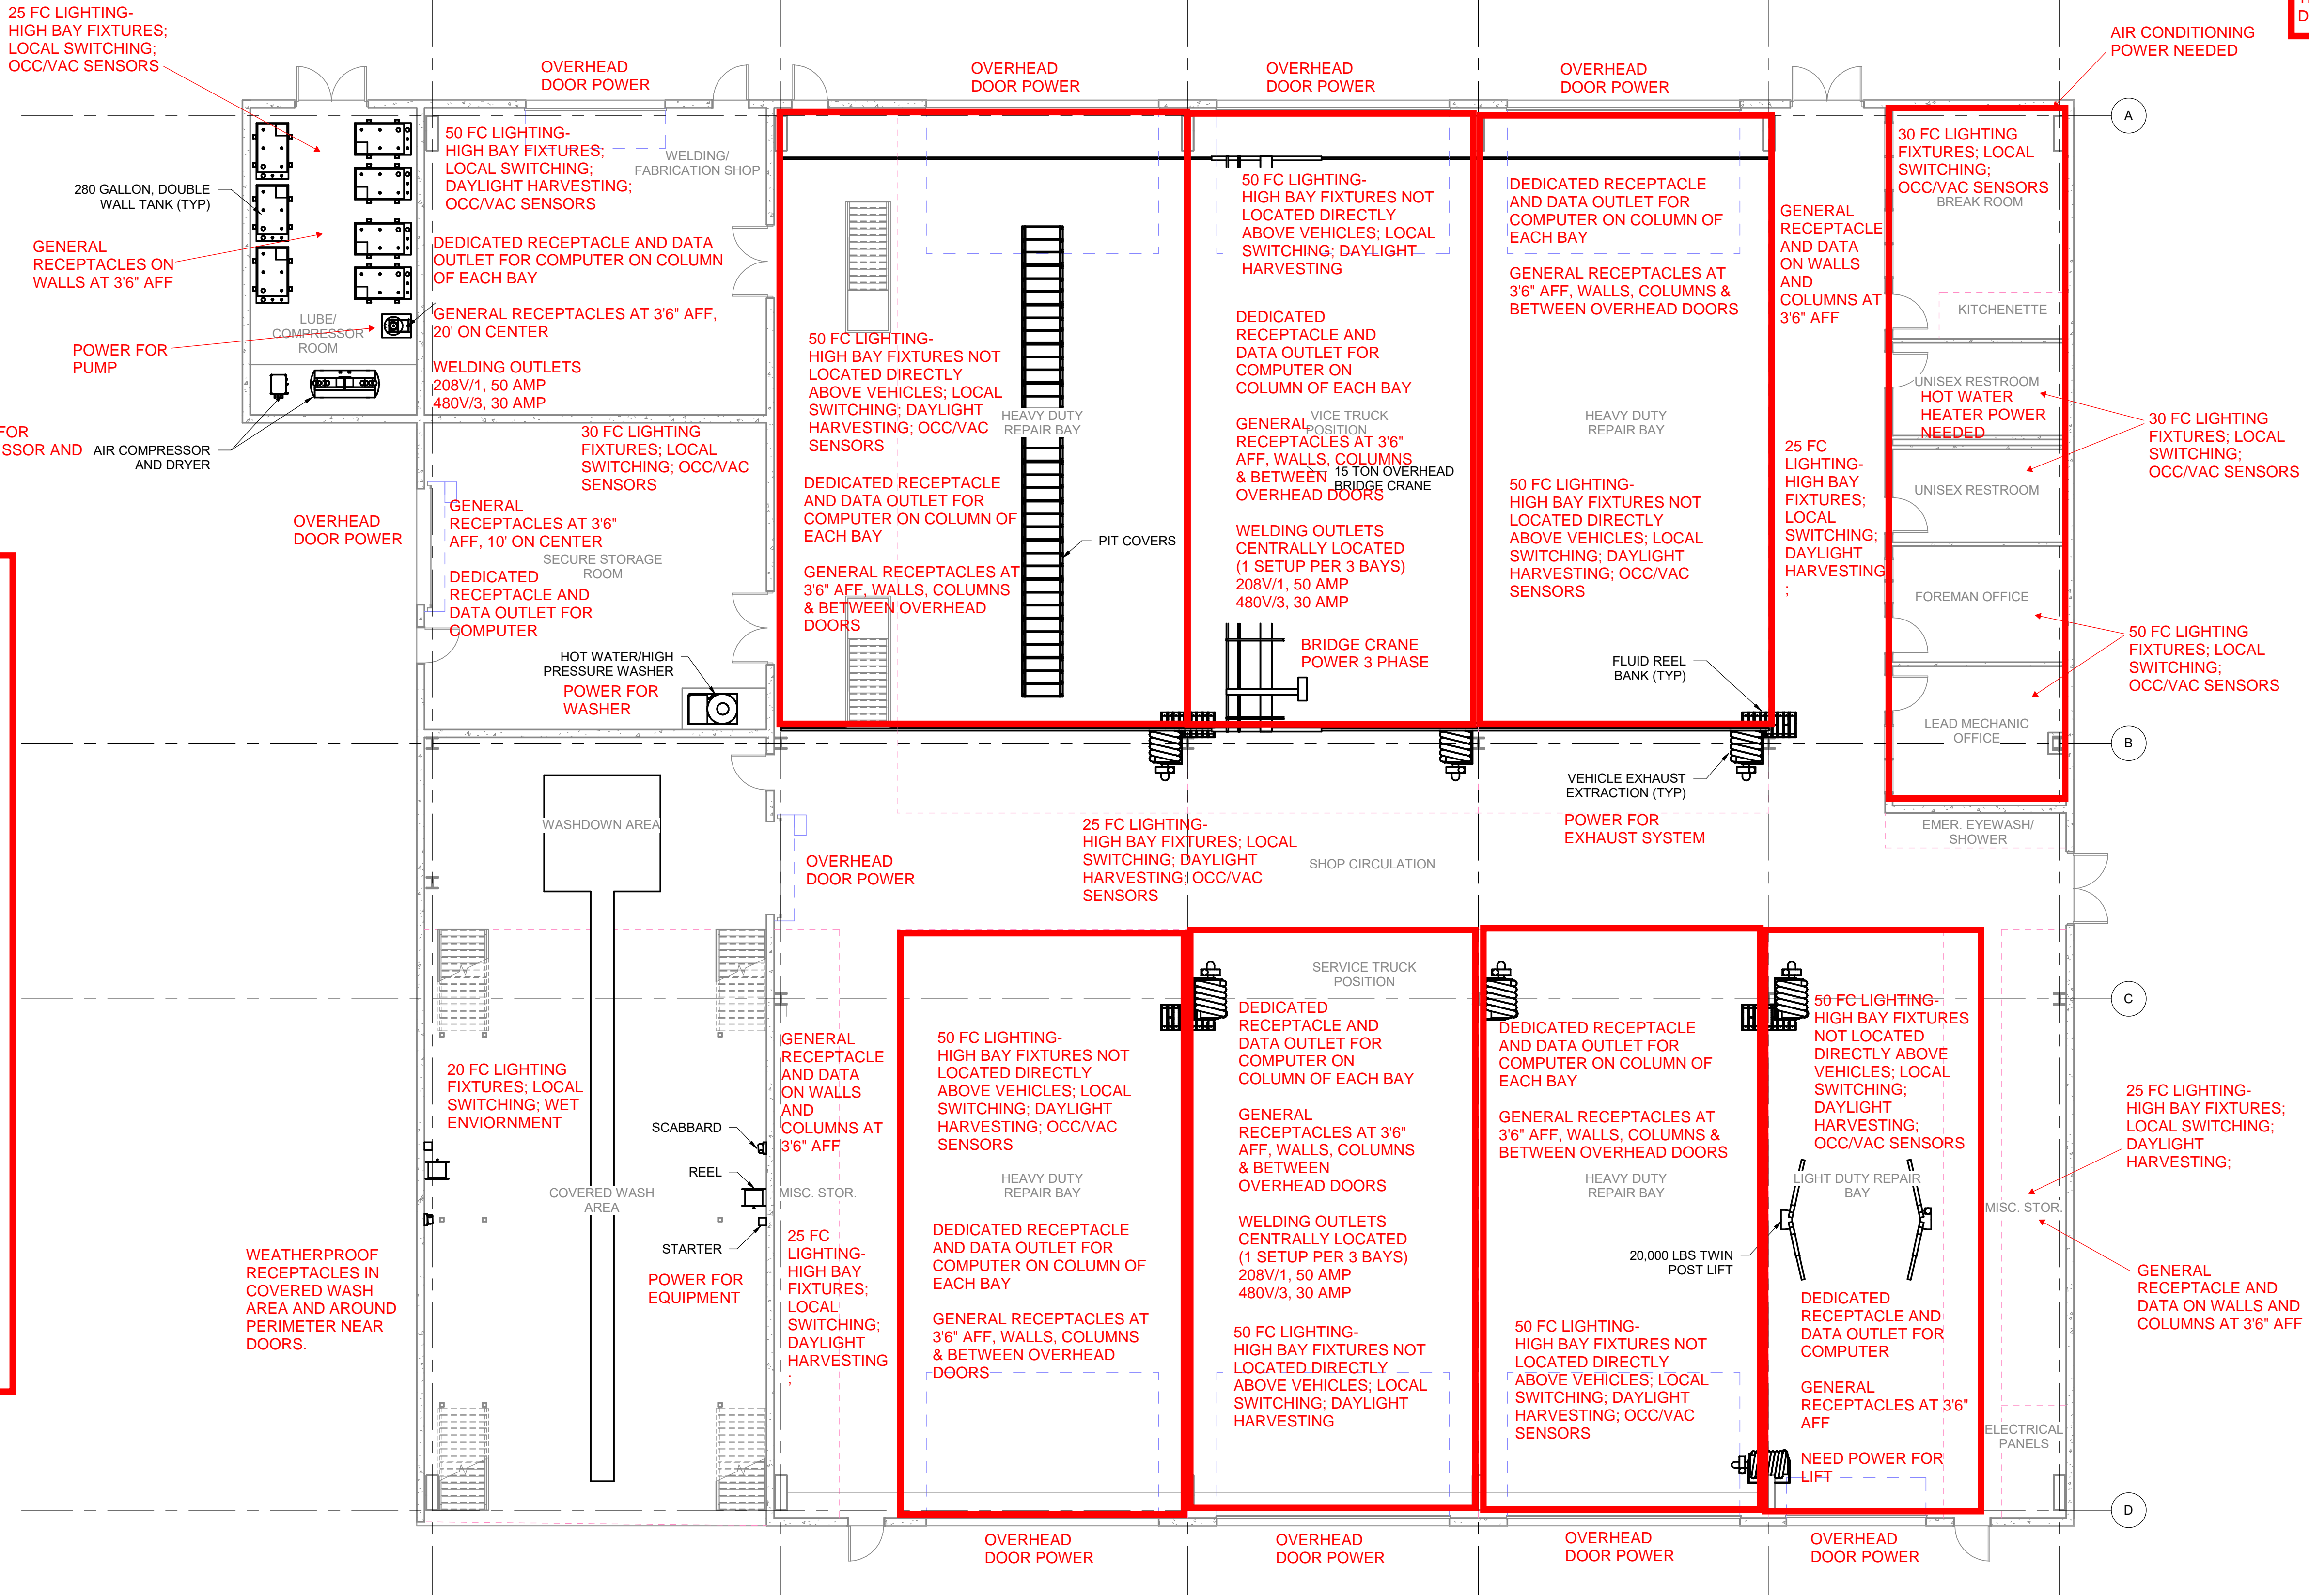 25 FC LIGHTING-
HIGH BAY FIXTURES;
LOCAL SWITCHING;
OCC/VAC SENSORS
OVERHEAD
DOOR POWER
OVERHEAD
DOOR POWER
OVERHEAD
DOOR POWER
OVERHEAD
DOOR POWER
AIR CONDITIONING
POWER NEEDED
D
A
280 GALLON, DOUBLE
WALL TANK (TYP)
GENERAL
RECEPTACLES ON
WALLS AT 3'6" AFF
LUBE/
COMPRESSOR
ROOM
POWER FOR
PUMP
FOR
SSOR AND
AIR COMPRESSOR
AND DRYER
50 FC LIGHTING-
HIGH BAY FIXTURES;
LOCAL SWITCHING;
DAYLIGHT HARVESTING;
OCC/VAC SENSORS
WELDING/
FABRICATION SHOP
DEDICATED RECEPTACLE AND DATA
OUTLET FOR COMPUTER ON COLUMN
OF EACH BAY
GENERAL RECEPTACLES AT 3'6" AFF,
20' ON CENTER
WELDING OUTLETS
208V/1, 50 AMP
480V/3, 30 AMP
30 FC LIGHTING
FIXTURES; LOCAL
SWITCHING; OCC/VAC
SENSORS
OVERHEAD
DOOR POWER
GENERAL
RECEPTACLES AT 3'6"
AFF, 10' ON CENTER
SECURE STORAGE
ROOM
DEDICATED
RECEPTACLE AND
DATA OUTLET FOR
COMPUTER
HOT WATER/HIGH
PRESSURE WASHER
POWER FOR
WASHER
50 FC LIGHTING-
HIGH BAY FIXTURES NOT
LOCATED DIRECTLY
ABOVE VEHICLES; LOCAL
SWITCHING; DAYLIGHT
HARVESTING; OCC/VAC
SENSORS
HEAVY DUTY
REPAIR BAY
DEDICATED RECEPTACLE
AND DATA OUTLET FOR
COMPUTER ON COLUMN OF
EACH BAY
PIT COVERS
GENERAL RECEPTACLES AT
3'6" AFF, WALLS, COLUMNS
& BETWEEN OVERHEAD
DOORS
50 FC LIGHTING-
HIGH BAY FIXTURES NOT
LOCATED DIRECTLY
ABOVE VEHICLES; LOCAL
SWITCHING; DAYLIGHT
HARVESTING
DEDICATED
RECEPTACLE AND
DATA OUTLET FOR
COMPUTER ON
COLUMN OF EACH BAY
VICE TRUCK
POSITION
GENERAL
RECEPTACLES AT 3'6"
AFF, WALLS, COLUMNS
& BETWEEN
OVERHEAD DOORS
15 TON OVERHEAD
BRIDGE CRANE
WELDING OUTLETS
CENTRALLY LOCATED
(1 SETUP PER 3 BAYS)
208V/1, 50 AMP
480V/3, 30 AMP
BRIDGE CRANE
POWER 3 PHASE
DEDICATED RECEPTACLE
AND DATA OUTLET FOR
COMPUTER ON COLUMN OF
EACH BAY
GENERAL RECEPTACLES AT
3'6" AFF, WALLS, COLUMNS &
BETWEEN OVERHEAD DOORS
HEAVY DUTY
REPAIR BAY
50 FC LIGHTING-
HIGH BAY FIXTURES NOT
LOCATED DIRECTLY
ABOVE VEHICLES; LOCAL
SWITCHING; DAYLIGHT
HARVESTING; OCC/VAC
SENSORS
FLUID REEL
BANK (TYP)
GENERAL
RECEPTACLE
AND DATA
ON WALLS
AND
COLUMNS AT
3'6" AFF
25 FC
LIGHTING-
HIGH BAY
FIXTURES;
LOCAL
SWITCHING;
DAYLIGHT
HARVESTING
;
30 FC LIGHTING
FIXTURES; LOCAL
SWITCHING;
OCC/VAC SENSORS
BREAK ROOM
KITCHENETTE
UNISEX RESTROOM
HOT WATER
HEATER POWER
NEEDED
UNISEX RESTROOM
30 FC LIGHTING
FIXTURES; LOCAL
SWITCHING;
OCC/VAC SENSORS
FOREMAN OFFICE
50 FC LIGHTING
FIXTURES; LOCAL
SWITCHING;
OCC/VAC SENSORS
LEAD MECHANIC
OFFICE
B
VEHICLE EXHAUST
EXTRACTION (TYP)
POWER FOR
EXHAUST SYSTEM
EMER. EYEWASH/
SHOWER
WASHDOWN AREA
OVERHEAD
DOOR POWER
25 FC LIGHTING-
HIGH BAY FIXTURES; LOCAL
SWITCHING; DAYLIGHT
HARVESTING; OCC/VAC
SENSORS
SHOP CIRCULATION
C
20 FC LIGHTING
FIXTURES; LOCAL
SWITCHING; WET
ENVIORNMENT
SCABBARD
REEL
COVERED WASH
AREA
STARTER
POWER FOR
EQUIPMENT
WEATHERPROOF
RECEPTACLES IN
COVERED WASH
AREA AND AROUND
PERIMETER NEAR
DOORS.
GENERAL
RECEPTACLE
AND DATA
ON WALLS
AND
COLUMNS AT
3'6" AFF
MISC. STOR.
25 FC
LIGHTING-
HIGH BAY
FIXTURES;
LOCAL
SWITCHING;
DAYLIGHT
HARVESTING
;
50 FC LIGHTING-
HIGH BAY FIXTURES NOT
LOCATED DIRECTLY
ABOVE VEHICLES; LOCAL
SWITCHING; DAYLIGHT
HARVESTING; OCC/VAC
SENSORS
HEAVY DUTY
REPAIR BAY
DEDICATED RECEPTACLE
AND DATA OUTLET FOR
COMPUTER ON COLUMN OF
EACH BAY
GENERAL RECEPTACLES AT
3'6" AFF, WALLS, COLUMNS
& BETWEEN OVERHEAD
DOORS
SERVICE TRUCK
POSITION
DEDICATED
RECEPTACLE AND
DATA OUTLET FOR
COMPUTER ON
COLUMN OF EACH BAY
GENERAL
RECEPTACLES AT 3'6"
AFF, WALLS, COLUMNS
& BETWEEN
OVERHEAD DOORS
WELDING OUTLETS
CENTRALLY LOCATED
(1 SETUP PER 3 BAYS)
208V/1, 50 AMP
480V/3, 30 AMP
50 FC LIGHTING-
HIGH BAY FIXTURES NOT
LOCATED DIRECTLY
ABOVE VEHICLES; LOCAL
SWITCHING; DAYLIGHT
HARVESTING
DEDICATED RECEPTACLE
AND DATA OUTLET FOR
COMPUTER ON COLUMN OF
EACH BAY
GENERAL RECEPTACLES AT
3'6" AFF, WALLS, COLUMNS &
BETWEEN OVERHEAD DOORS
HEAVY DUTY
REPAIR BAY
50 FC LIGHTING-
HIGH BAY FIXTURES NOT
LOCATED DIRECTLY
ABOVE VEHICLES; LOCAL
SWITCHING; DAYLIGHT
HARVESTING; OCC/VAC
SENSORS
50 FC LIGHTING-
HIGH BAY FIXTURES
NOT LOCATED
DIRECTLY ABOVE
VEHICLES; LOCAL
SWITCHING;
DAYLIGHT
HARVESTING;
OCC/VAC SENSORS
LIGHT DUTY REPAIR
BAY
20,000 LBS TWIN
POST LIFT
DEDICATED
RECEPTACLE AND
DATA OUTLET FOR
COMPUTER
GENERAL
RECEPTACLES AT 3'6"
AFF
NEED POWER FOR
LIFT
25 FC LIGHTING-
HIGH BAY FIXTURES;
LOCAL SWITCHING;
DAYLIGHT
HARVESTING;
MISC. STOR.
GENERAL
RECEPTACLE AND
DATA ON WALLS AND
COLUMNS AT 3'6" AFF
ELECTRICAL
PANELS
D
OVERHEAD
DOOR POWER
OVERHEAD
DOOR POWER
OVERHEAD
DOOR POWER
OVERHEAD
DOOR POWER